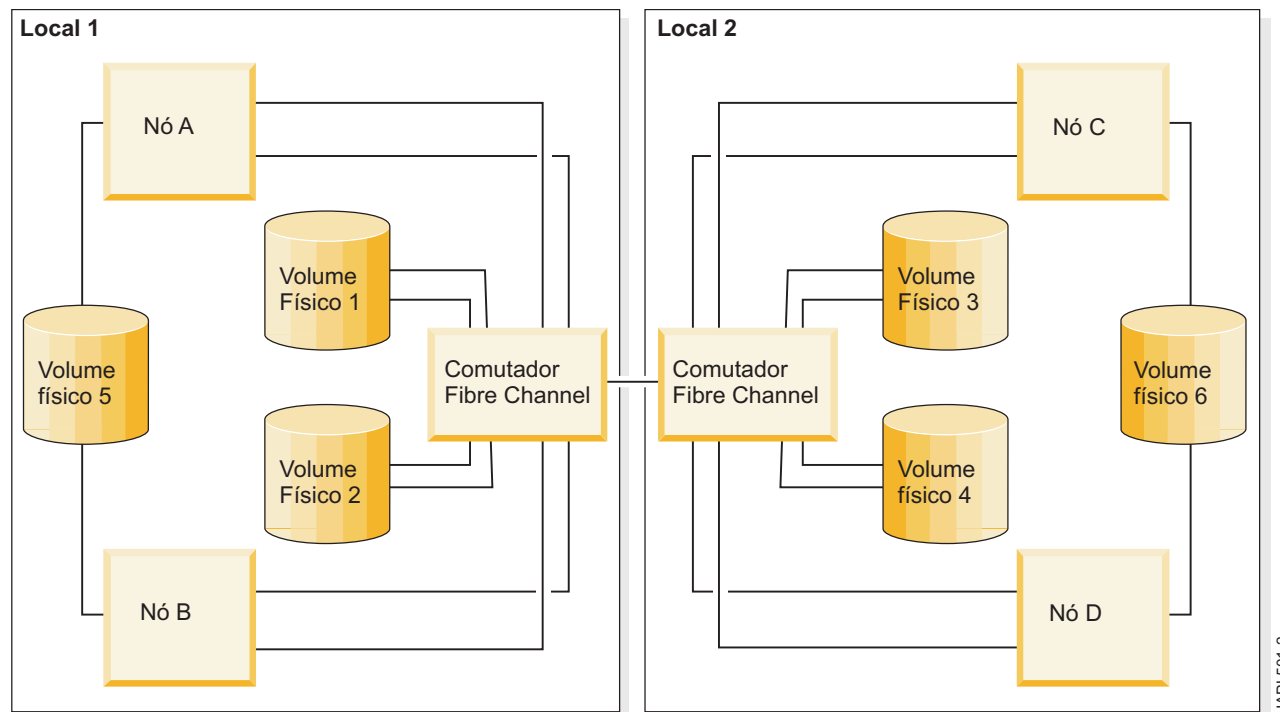 Local 1
Local 2
Nó A
Nó C
Volume
Físico 1
Volume
Físico 3
Volume
físico 5
Comutador
Fibre Channel
Comutador
Fibre Channel
Volume
físico 6
Volume
Físico 2
Volume
físico 4
Nó B
Nó D